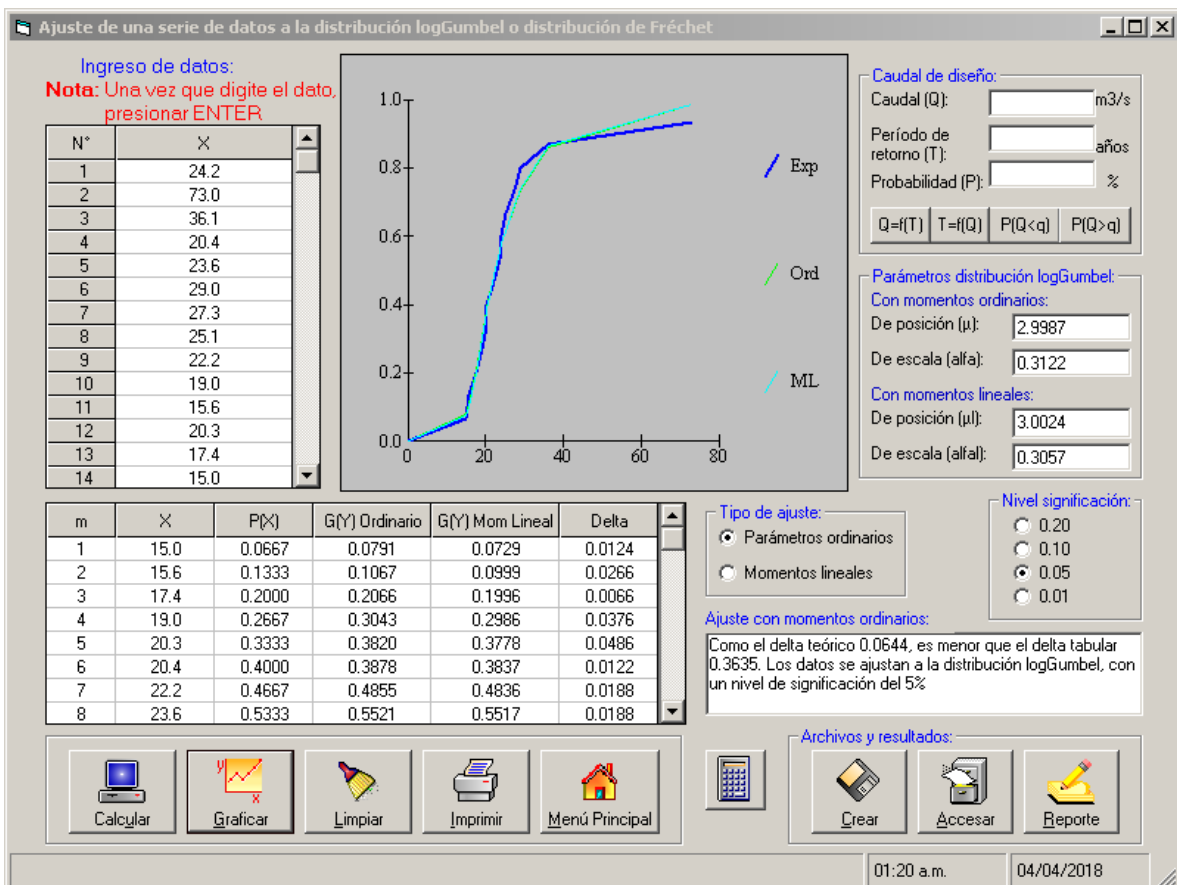 Ajuste de una serie de datos a la distribución logGumbel o distribución de Fréchet
Ingreso de datos:
Nota: Una vez que digite el dato,
presionar ENTER
N° X
1 24.2
2 73.0
3 36.1
4 20.4
5 23.6
6 29.0
7 27.3
8 25.1
9 22.2
10 19.0
11 15.6
12 20.3
13 17.4
14 15.0
1.0
0.8
0.6
0.4
0.2
0.0
0 20 40 60 80
Exp
Ord
ML
Caudal de diseño:
Caudal (Q): m3/s
Período de
retorno (T): años
Probabilidad (P): %
Q=f(T) T=f(Q) P(Q<q) P(Q>q)
Parámetros distribución logGumbel:
Con momentos ordinarios:
De posición (µ): 2.9987
De escala (alfa): 0.3122
Con momentos lineales:
De posición (µl): 3.0024
De escala (alfal): 0.3057
m X P(X) G(Y) Ordinario G(Y) Mom Lineal Delta
1 15.0 0.0667 0.0791 0.0729 0.0124
2 15.6 0.1333 0.1067 0.0999 0.0266
3 17.4 0.2000 0.2066 0.1996 0.0066
4 19.0 0.2667 0.3043 0.2986 0.0376
5 20.3 0.3333 0.3820 0.3778 0.0486
6 20.4 0.4000 0.3878 0.3837 0.0122
7 22.2 0.4667 0.4855 0.4836 0.0188
8 23.6 0.5333 0.5521 0.5517 0.0188
Tipo de ajuste:
Parámetros ordinarios
Momentos lineales
Nivel significación:
0.20
0.10
0.05
0.01
Ajuste con momentos ordinarios:
Como el delta teórico 0.0644, es menor que el delta tabular
0.3635. Los datos se ajustan a la distribución logGumbel, con
un nivel de significación del 5%
y
x
Calcular Graficar Limpiar Imprimir Menú Principal
Archivos y resultados:
Crear Accesar Reporte
01:20 a.m. 04/04/2018